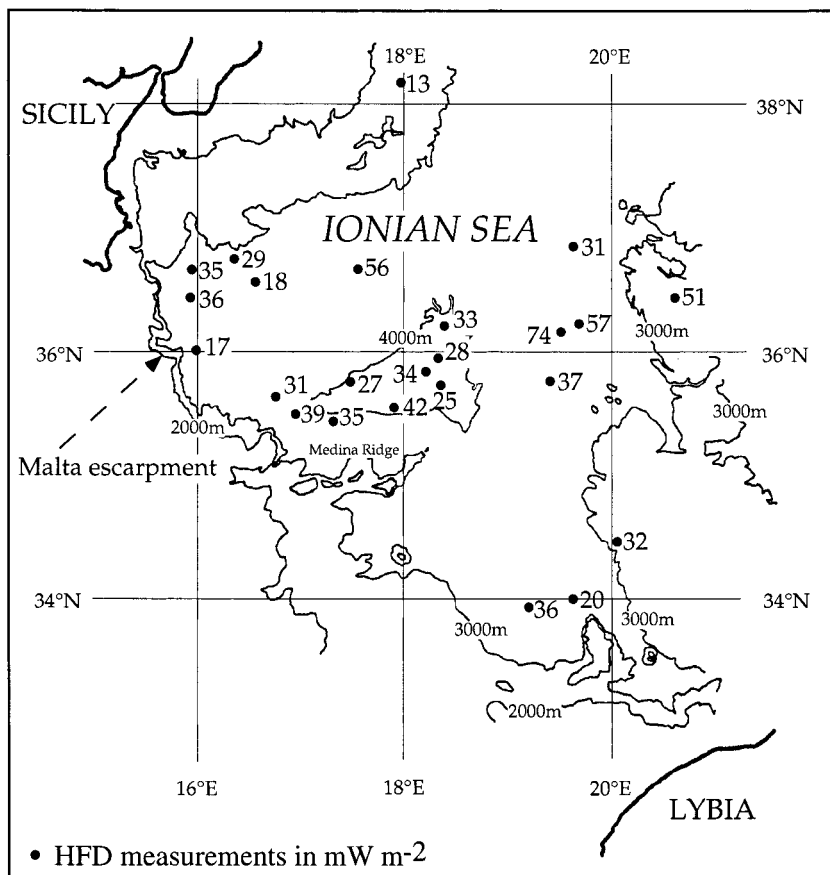 18°E
20°E
13
SICILY
38°N
IONIAN SEA
31
29
35
56
18
36
51
33
57
74
4000m
3000m
17
36°N
36°N
28
34
27
37
31
25
42
39
35
3000m
2000m
Medina Ridge
Malta escarpment
32
34°N
20
34°N
36
3000m
3000m
2000m
16°E
18°E
20°E
LYBIA
• HFD measurements in mW m-2